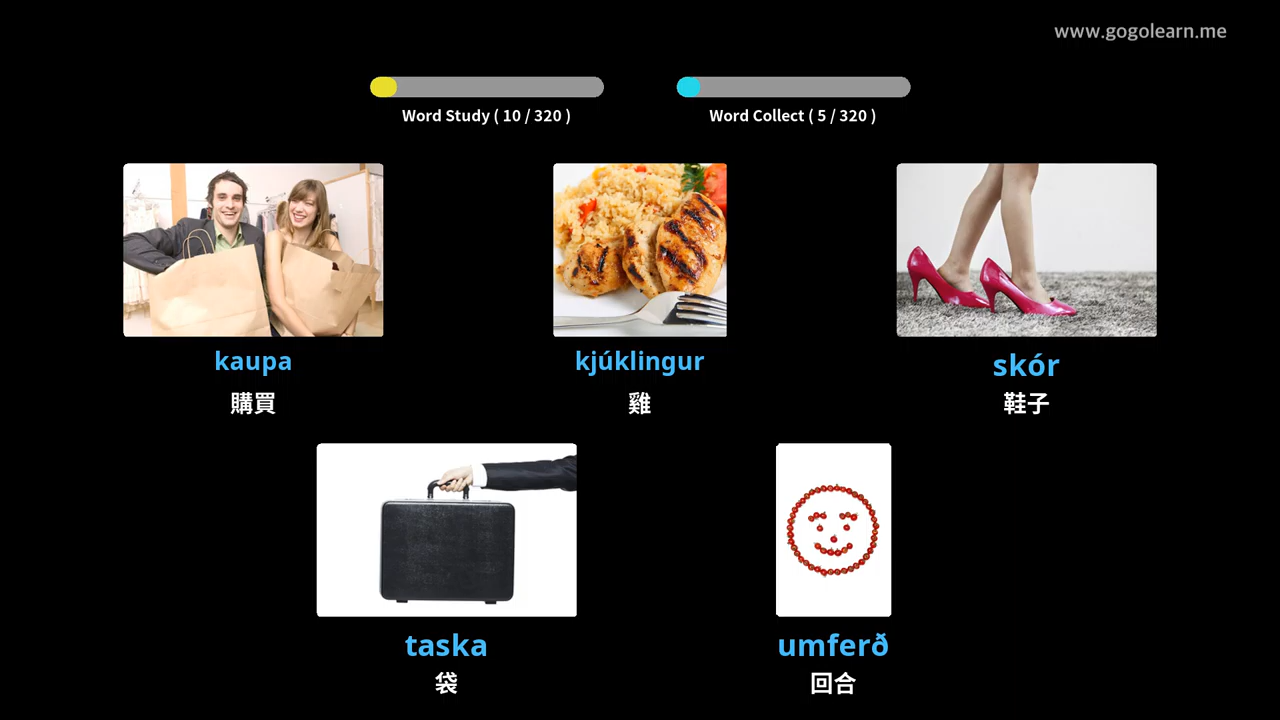 www.gogolearn.me
Word Study ( 10 / 320 )
Word Collect ( 5 / 320 )
kaupa
購買
kjúklingur
雞
skór
鞋子
taska
袋
umferð
回合